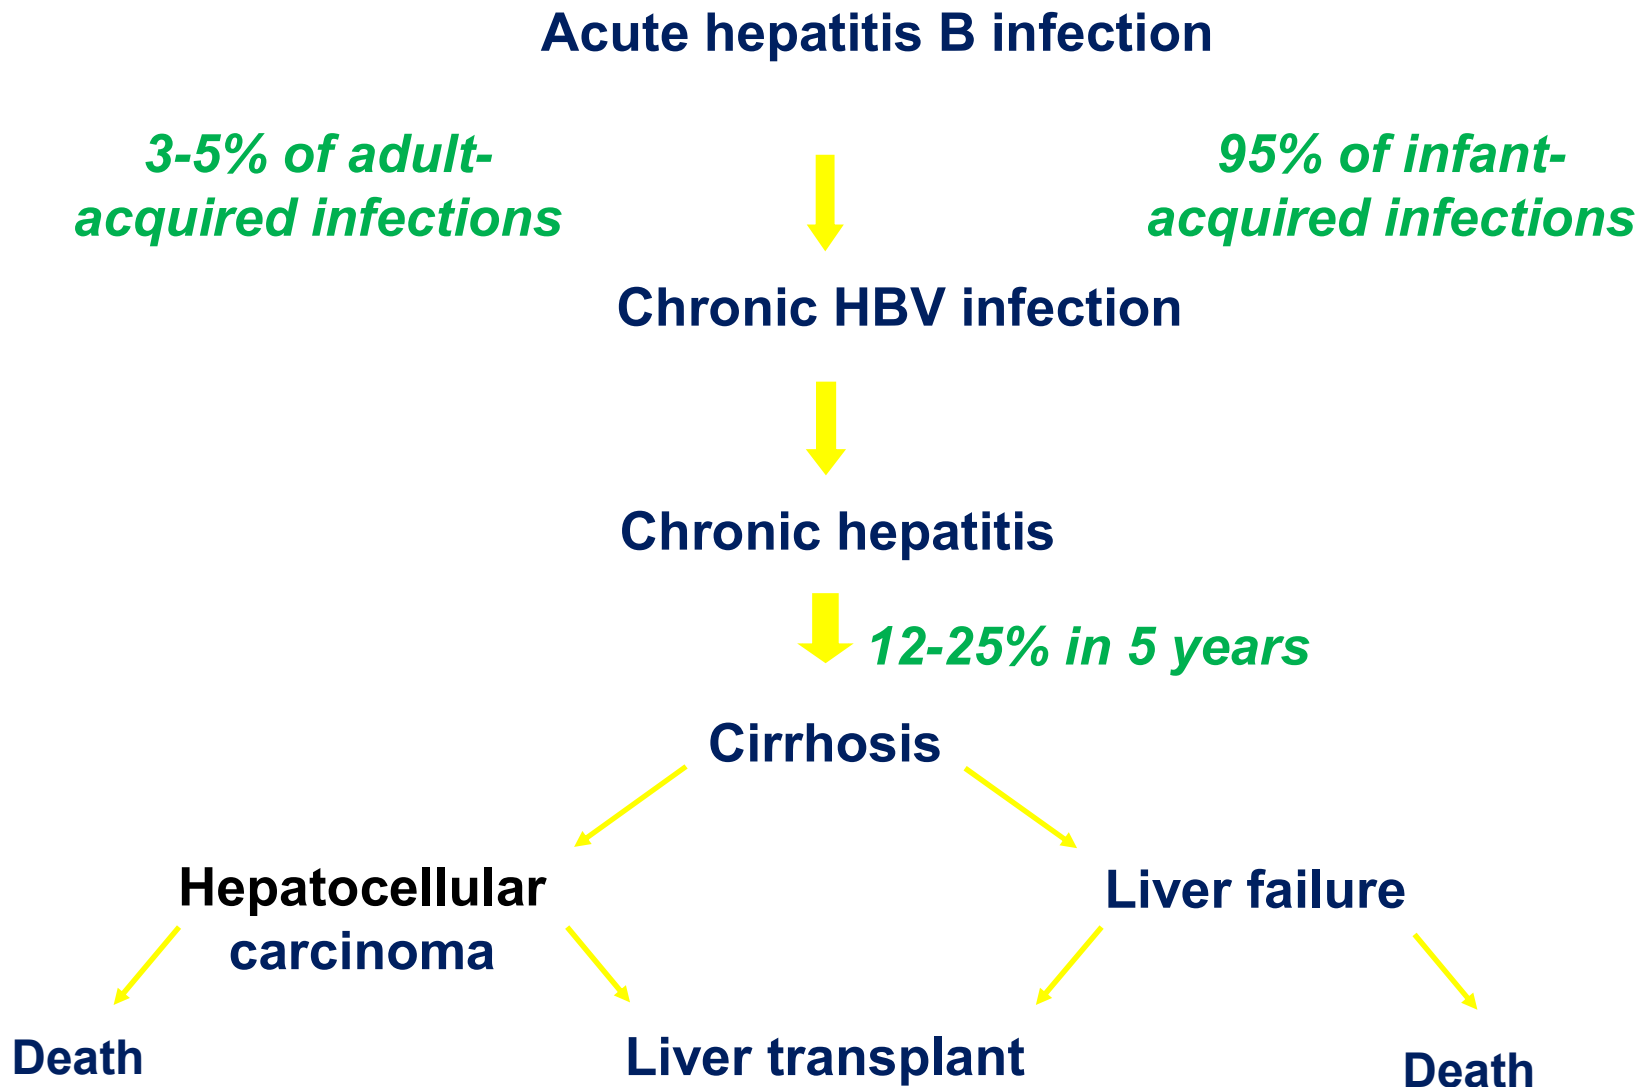 Acute hepatitis B infection
3-5% of adult-
acquired infections
95% of infant-
acquired infections
Chronic HBV infection
Chronic hepatitis
12-25% in 5 years
Cirrhosis
Hepatocellular
carcinoma
Liver failure
Death
Liver transplant
Death